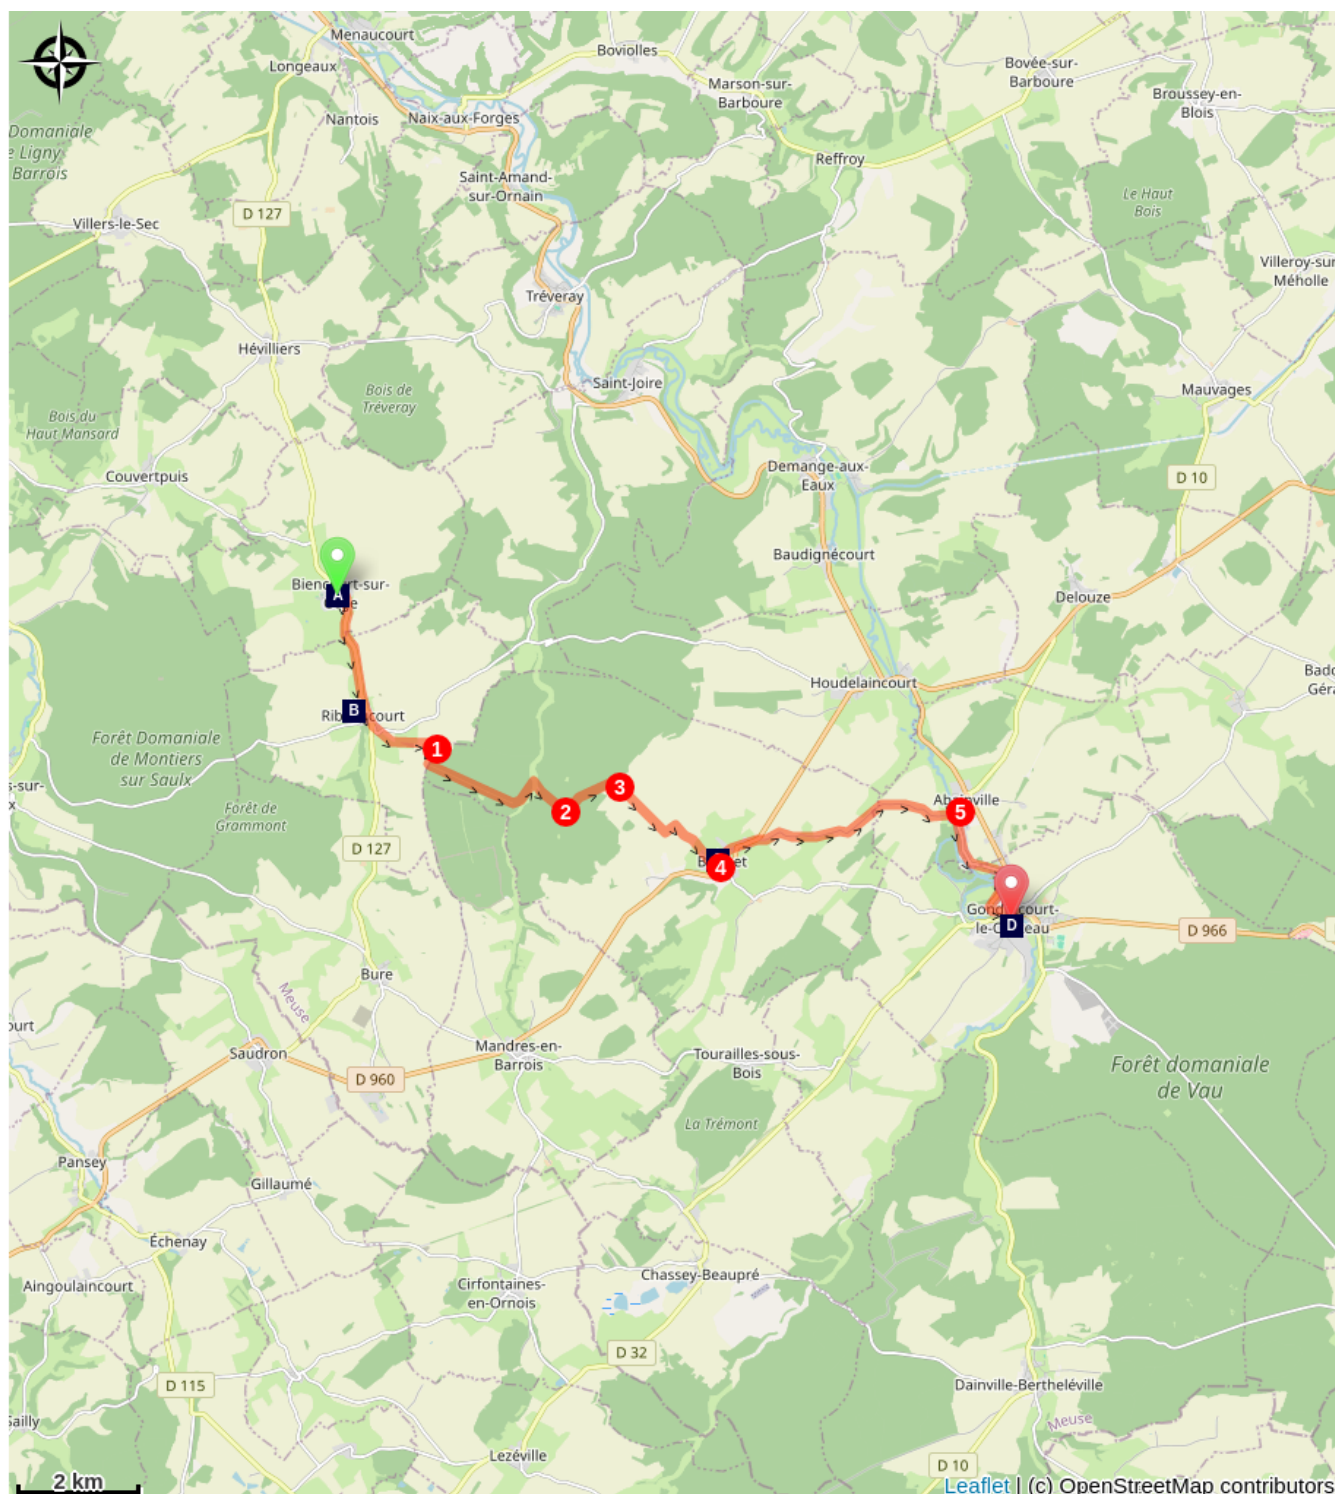 Menaucourt
Longeaux
Boviolles
Bovée-sur-
Barboure
Marson-sur-
Barboure
Broussey-en-
Blois
Nantois
Naix-aux-Forges
Domaniale
Ligny
Barrois
Reffroy
Saint-Amand-
sur-Ornain
Le Haut
Bois
D 127
Villers-le-Sec
Villeroy-sur
Méholle
Tréveray
Hévilliers
Saint-Joire
Bois de
Tréveray
Mauvages
Bois du
Haut Mansard
Couvertpuis
Demange-aux-
Eaux
D 10
Baudignécourt
A
Delouze
Houdelaincourt
B
Forêt Domaniale
de Montiers
sur Saulx
1
2
3
Forêt de
Grammont
5
D 127
4
D
D 966
Bure
Meuse
Saudron
Mandres-en-
Barrois
Tourailles-sous-
Bois
Forêt domaniale
de Vau
D 960
La Trémont
Pansey
Gillaumé
Échenay
Aingoulaincourt
Chassey-Beaupré
Cirfontaines-
en-Ornois
D 32
D 115
Dainville-Bertheléville
Meuse
Lezéville
D 10
2 km
Leaflet | (c) OpenStreetMap contributors